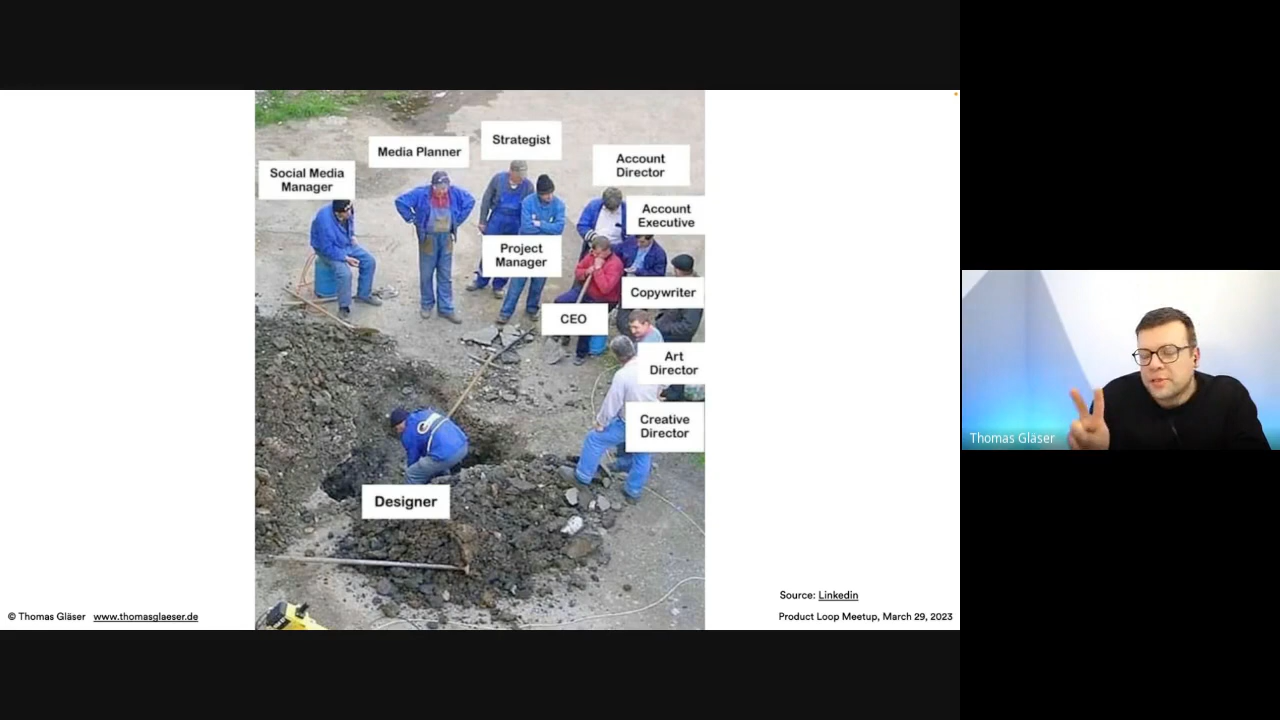 Strategist
Media Planner
Account
Director
Social Media
Manager
Account
Executive
Project
Manager
Copywriter
CEO
Art
Director
Creative
Director
Designer
Thomas Gläser
Source: Linkedin
© Thomas Gläser www.thomasglaeser.de
Product Loop Meetup, March 29, 2023